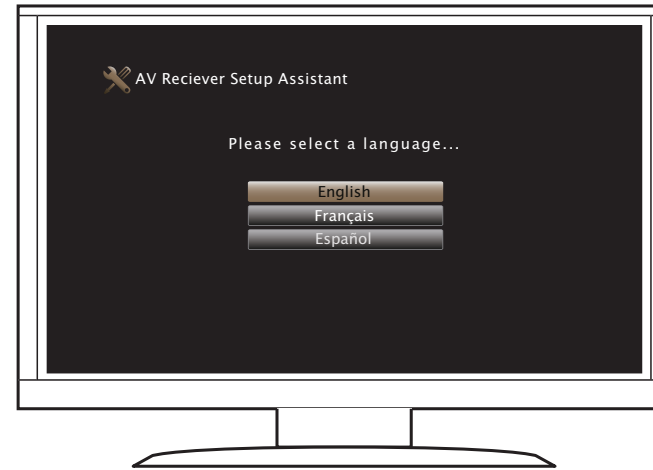 AV Reciever Setup Assistant
Please select a language...
English
Français
Español